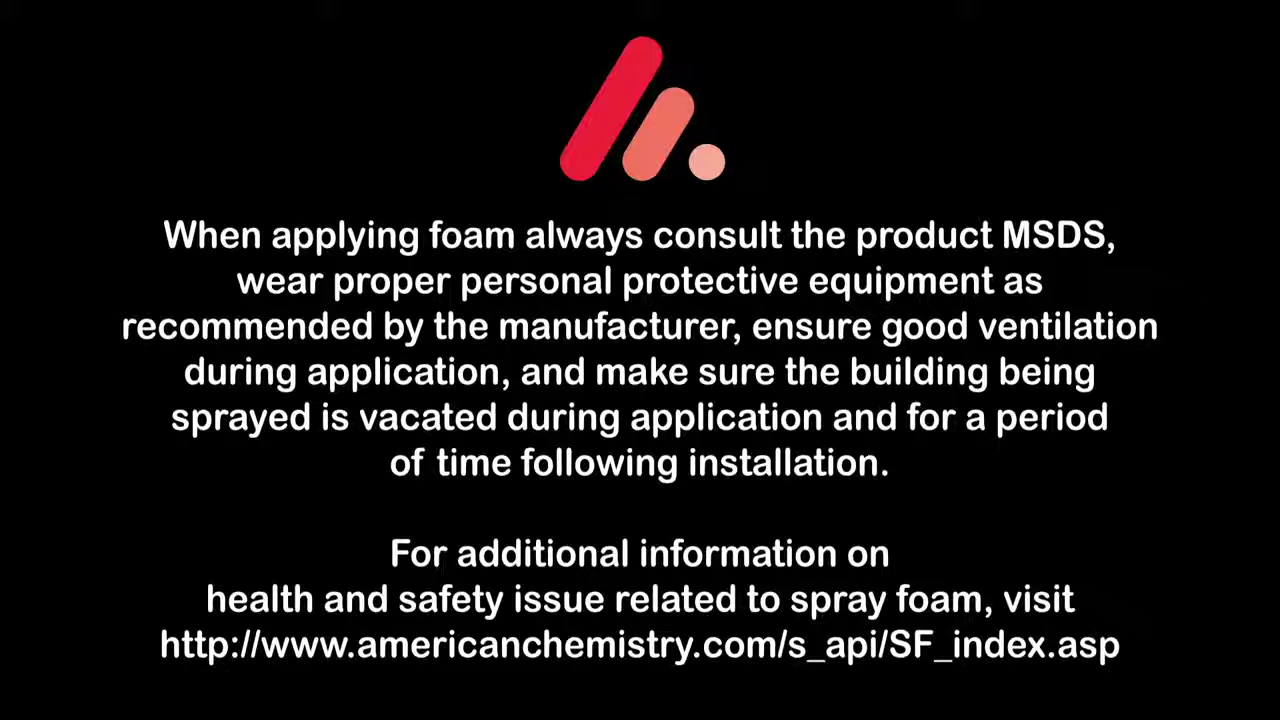 When applying foam always consult the product MSDS,
wear proper personal protective equipment as
recommended by the manufacturer, ensure good ventilation
during application, and make sure the building being
sprayed is vacated during application and for a period
of time following installation.
For additional information on
health and safety issue related to spray foam, visit
http://www.americanchemistry.com/s_api/SF_index.asp